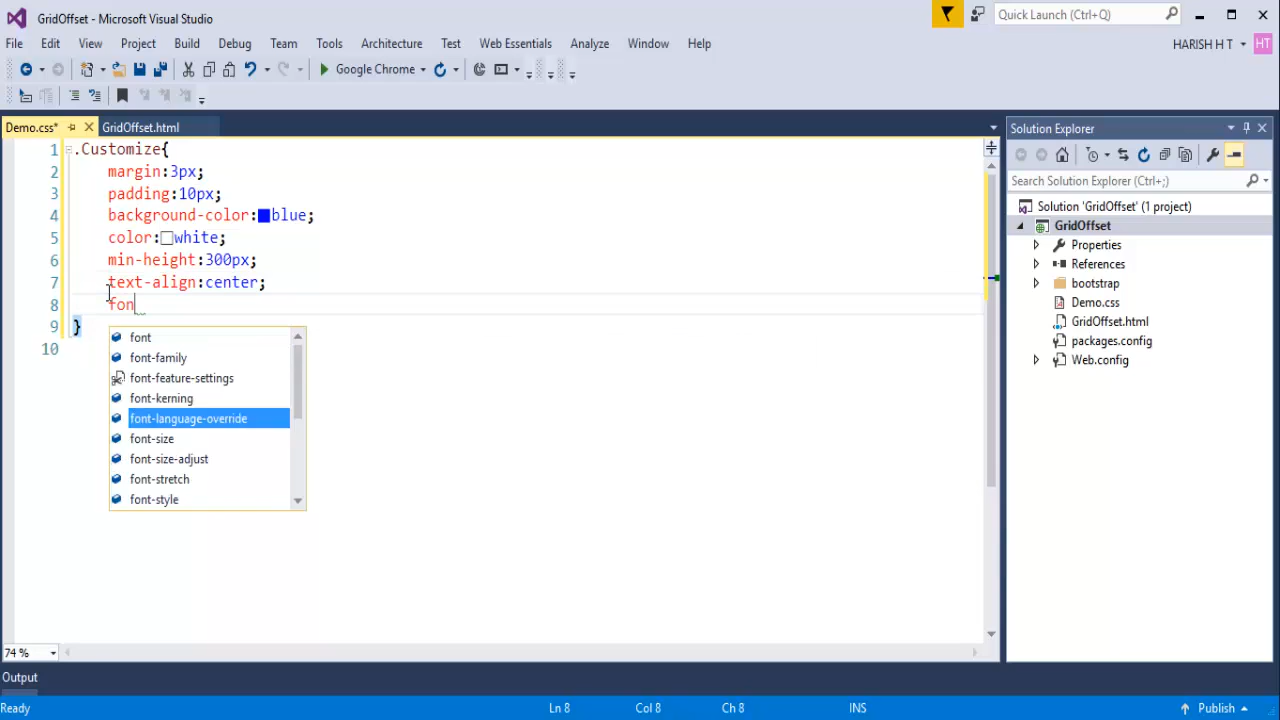 GridOffset - Microsoft Visual Studio
Quick Launch (Ctrl+Q)
File Edit View Project Build Debug Team Tools Architecture Test Web Essentials Analyze Window Help
HARISH H T HT
Google Chrome
Demo.css* GridOffset.html
Solution Explorer
1 .Customize{
2 margin:3px;
3 padding:10px;
4 background-color:blue;
5 color:white;
6 min-height:300px;
7 text-align:center;
8 fon
9 }
10
font
font-family
font-feature-settings
font-kerning
font-language-override
font-size
font-size-adjust
font-stretch
font-style
Search Solution Explorer (Ctrl+;)
Solution 'GridOffset' (1 project)
GridOffset
Properties
References
bootstrap
Demo.css
GridOffset.html
packages.config
Web.config
74 %
Output
Ready Ln 8 Col 8 Ch 8 INS Publish